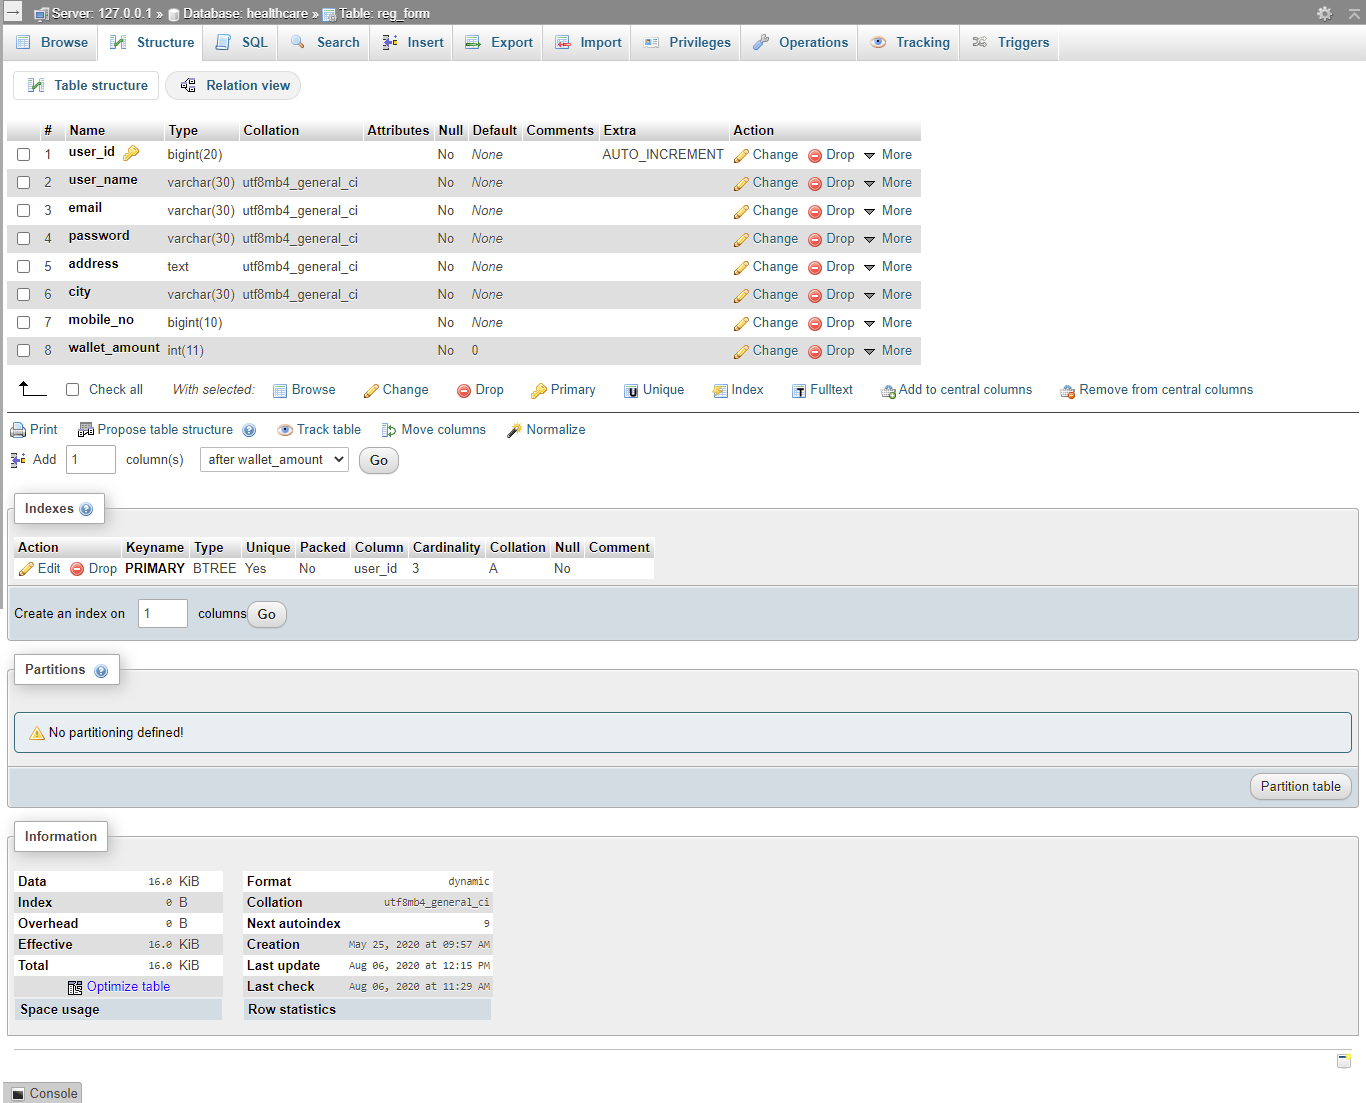 Server: 127.0.0.1 » Database: healthcare » Table: reg_form
Browse Structure SQL Search Insert Export Import Privileges Operations Tracking Triggers
Table structure Relation view
# Name Type Collation Attributes Null Default Comments Extra Action
1 user_id bigint(20) No None AUTO_INCREMENT Change Drop More
2 user_name varchar(30) utf8mb4_general_ci No None Change Drop More
3 email varchar(30) utf8mb4_general_ci No None Change Drop More
4 password varchar(30) utf8mb4_general_ci No None Change Drop More
5 address text utf8mb4_general_ci No None Change Drop More
6 city varchar(30) utf8mb4_general_ci No None Change Drop More
7 mobile_no bigint(10) No None Change Drop More
8 wallet_amount int(11) No 0 Change Drop More
Check all With selected: Browse Change Drop Primary Unique Index Fulltext Add to central columns Remove from central columns
Print Propose table structure Track table Move columns Normalize
Add 1 column(s) after wallet_amount Go
Indexes
Action Keyname Type Unique Packed Column Cardinality Collation Null Comment
Edit Drop PRIMARY BTREE Yes No user_id 3 A No
Create an index on 1 columns Go
Partitions
No partitioning defined!
Partition table
Information
Data 16.0 KiB Format dynamic
Index 0 B Collation utf8mb4_general_ci
Overhead 0 B Next autoindex 9
Effective 16.0 KiB Creation May 25, 2020 at 09:57 AM
Total 16.0 KiB Last update Aug 06, 2020 at 12:15 PM
Optimize table Last check Aug 06, 2020 at 11:29 AM
Space usage Row statistics
Console